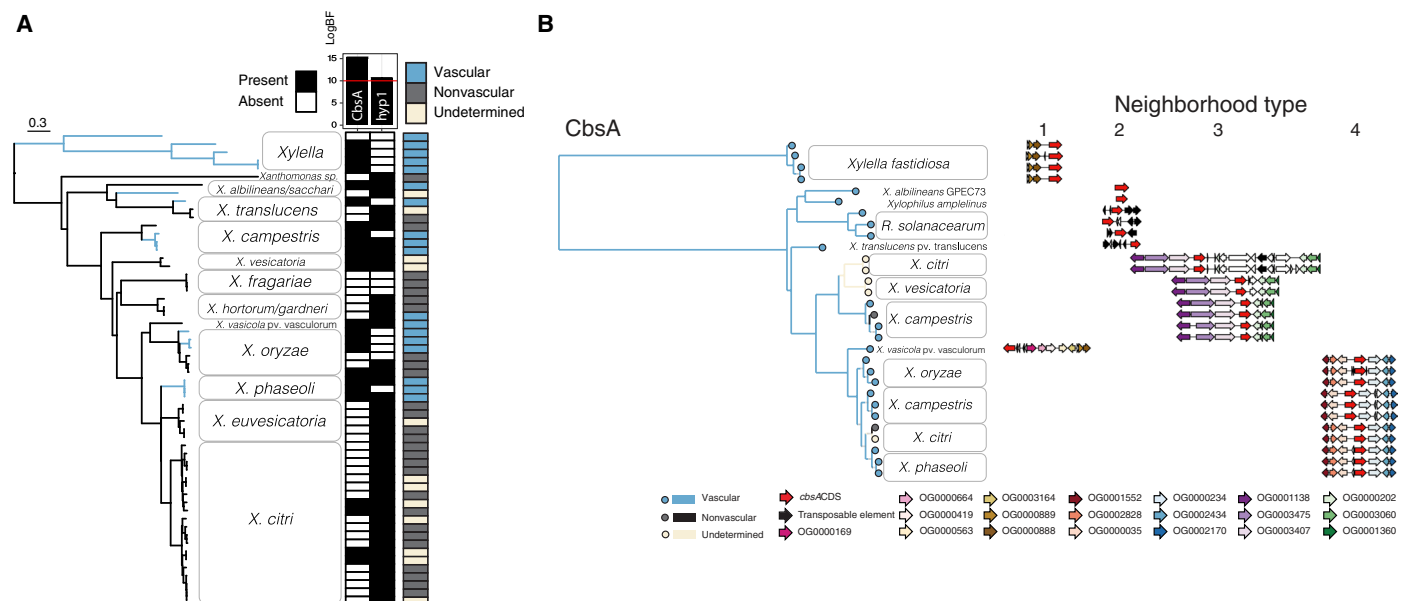 A
LogBF
15
10
5
0
Present
Absent
CbsA
hyp1
Vascular
Nonvascular
Undetermined
0.3
Xylella
Xanthomonas sp.
X. albilineans/sacchari
X. translucens
X. campestris
X. vesicatoria
X. fragariae
X. hortorum/gardneri
X. vasicola pv. vasculorum
X. oryzae
X. phaseoli
X. euvesicatoria
X. citri
B
CbsA
Neighborhood type
1 2 3 4
Xylella fastidiosa
X. albilineans GPEC73
Xylophilus amplelinus
R. solanacearum
X. translucens pv. translucens
X. citri
X. vesicatoria
X. campestris
X. vasicola pv. vasculorum
X. oryzae
X. campestris
X. citri
X. phaseoli
Vascular
Nonvascular
Undetermined
cbsACDS
Transposable element
OG0000169
OG0000664
OG0000419
OG0000563
OG0003164
OG0000889
OG0000888
OG0001552
OG0002828
OG0000035
OG0000234
OG0002434
OG0002170
OG0001138
OG0003475
OG0003407
OG0000202
OG0003060
OG0001360